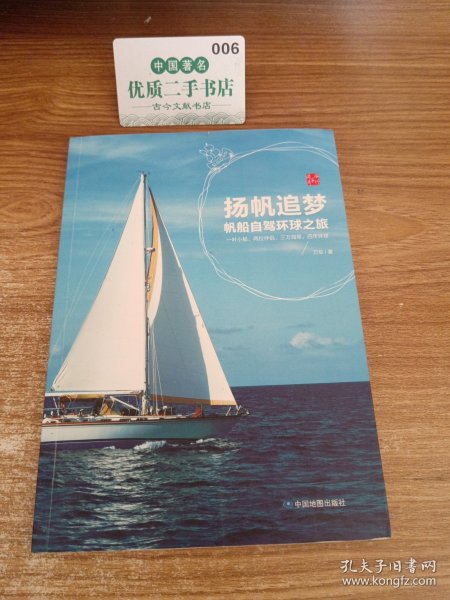 006
中国著名
优质二手书店
古今文献书店
扬帆追梦
帆船自驾环球之旅
中国地图出版社
孔夫子旧书网
www.kongfz.com